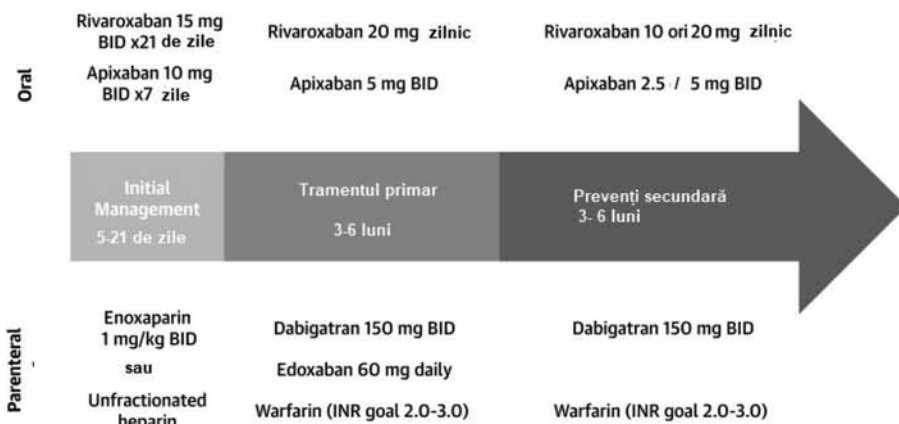 Oral
Rivaroxaban 15 mg
BID x21 de zile
Apixaban 10 mg
BID x7 zile
Rivaroxaban 20 mg zilnic
Apixaban 5 mg BID
Rivaroxaban 10 ori 20 mg zilnic
Apixaban 2.5 / 5 mg BID
Initial
Management
5-21 de zile
Tramentul primar
3-6 luni
Prevenți secundară
3- 6 luni
Parenteral
Enoxaparin
1 mg/kg BID
sau
Unfractionated
heparin
Dabigatran 150 mg BID
Edoxaban 60 mg daily
Warfarin (INR goal 2.0-3.0)
Dabigatran 150 mg BID
Warfarin (INR goal 2.0-3.0)